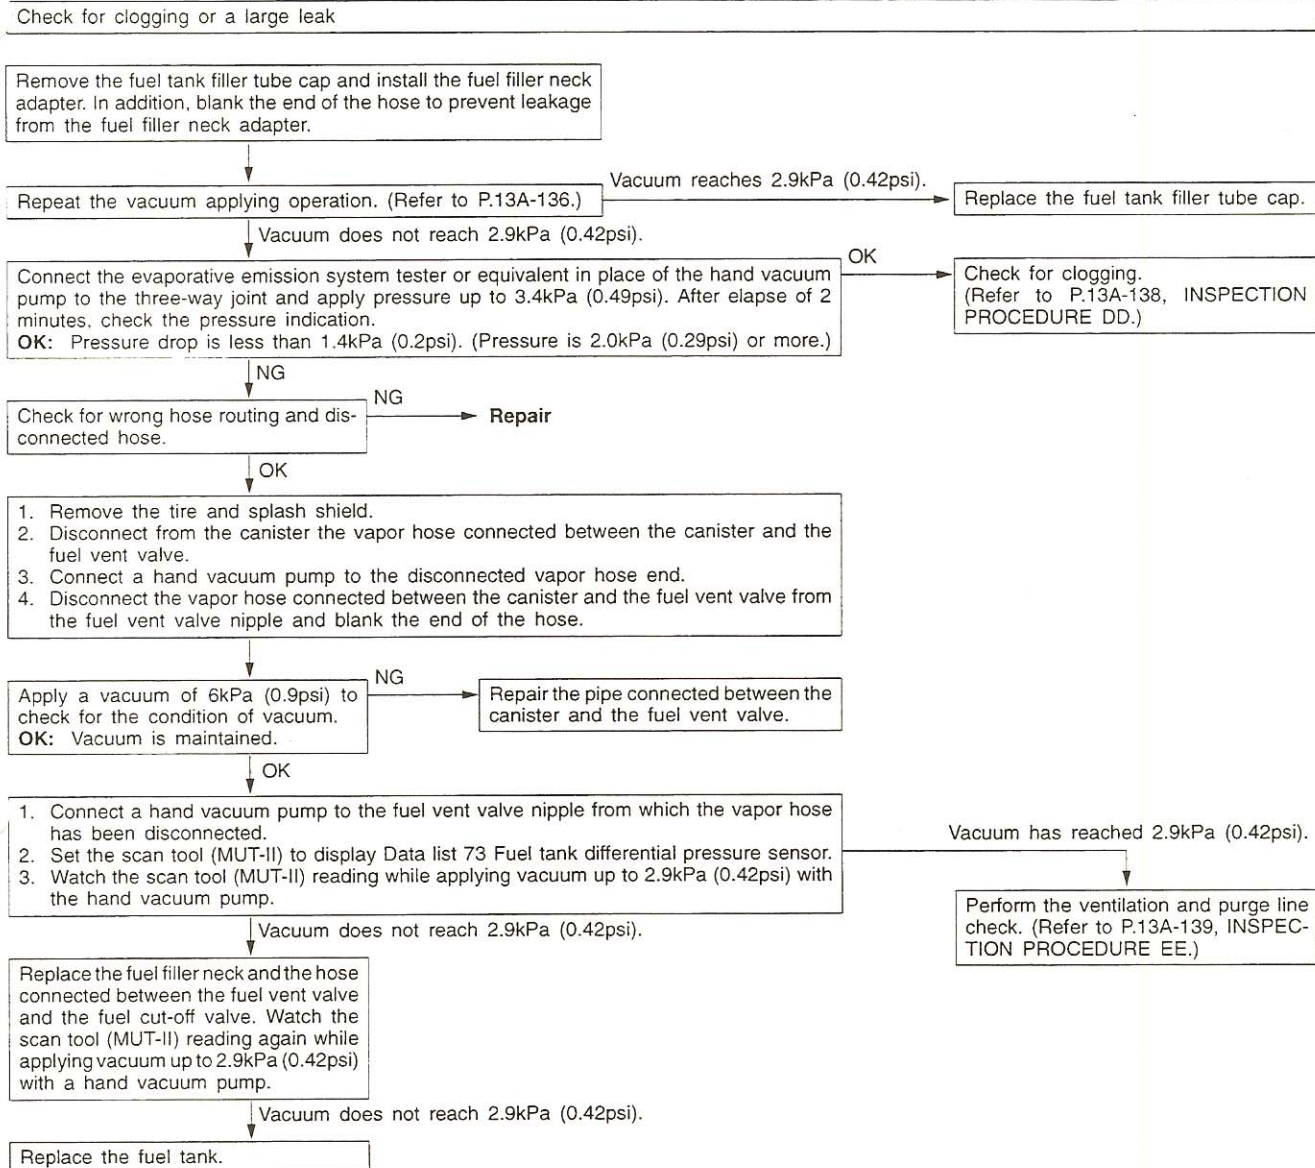 Check for clogging or a large leak
Remove the fuel tank filler tube cap and install the fuel filler neck
adapter. In addition, blank the end of the hose to prevent leakage
from the fuel filler neck adapter.
Repeat the vacuum applying operation. (Refer to P.13A-136.)
Vacuum reaches 2.9kPa (0.42psi).
Replace the fuel tank filler tube cap.
Vacuum does not reach 2.9kPa (0.42psi).
Connect the evaporative emission system tester or equivalent in place of the hand vacuum
pump to the three-way joint and apply pressure up to 3.4kPa (0.49psi). After elapse of 2
minutes, check the pressure indication.
OK: Pressure drop is less than 1.4kPa (0.2psi). (Pressure is 2.0kPa (0.29psi) or more.)
OK
Check for clogging.
(Refer to P.13A-138, INSPECTION
PROCEDURE DD.)
NG
Check for wrong hose routing and dis-
connected hose.
NG
Repair
OK
1. Remove the tire and splash shield.
2. Disconnect from the canister the vapor hose connected between the canister and the
fuel vent valve.
3. Connect a hand vacuum pump to the disconnected vapor hose end.
4. Disconnect the vapor hose connected between the canister and the fuel vent valve from
the fuel vent valve nipple and blank the end of the hose.
Apply a vacuum of 6kPa (0.9psi) to
check for the condition of vacuum.
OK: Vacuum is maintained.
NG
Repair the pipe connected between the
canister and the fuel vent valve.
OK
1. Connect a hand vacuum pump to the fuel vent valve nipple from which the vapor hose
has been disconnected.
2. Set the scan tool (MUT-II) to display Data list 73 Fuel tank differential pressure sensor.
3. Watch the scan tool (MUT-II) reading while applying vacuum up to 2.9kPa (0.42psi) with
the hand vacuum pump.
Vacuum has reached 2.9kPa (0.42psi).
Perform the ventilation and purge line
check. (Refer to P.13A-139, INSPEC-
TION PROCEDURE EE.)
Vacuum does not reach 2.9kPa (0.42psi).
Replace the fuel filler neck and the hose
connected between the fuel vent valve
and the fuel cut-off valve. Watch the
scan tool (MUT-II) reading again while
applying vacuum up to 2.9kPa (0.42psi)
with a hand vacuum pump.
Vacuum does not reach 2.9kPa (0.42psi).
Replace the fuel tank.